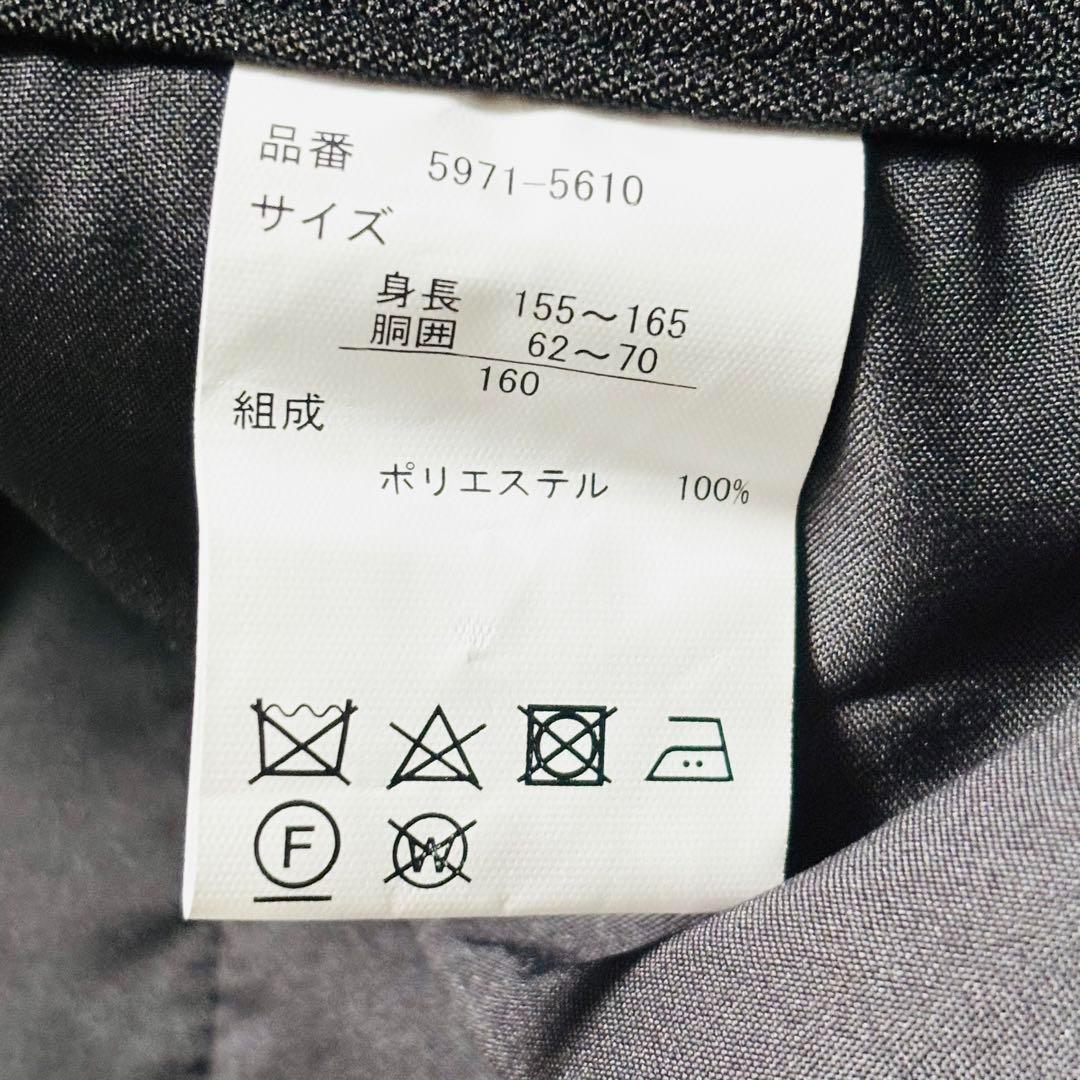 品番 5971-5610
サイズ
身長 155～165
胴囲 62～70
160
組成
ポリエステル 100%
F W